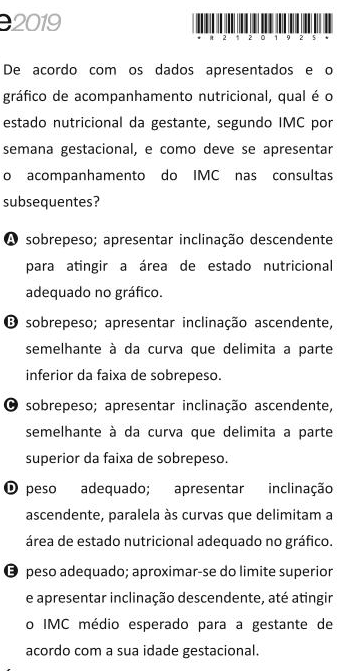 e2019
* R 2 1 2 0 1 9 2 5 *
De acordo com os dados apresentados e o
gráfico de acompanhamento nutricional, qual é o
estado nutricional da gestante, segundo IMC por
semana gestacional, e como deve se apresentar
o acompanhamento do IMC nas consultas
subsequentes?
A sobrepeso; apresentar inclinação descendente
para atingir a área de estado nutricional
adequado no gráfico.
B sobrepeso; apresentar inclinação ascendente,
semelhante à da curva que delimita a parte
inferior da faixa de sobrepeso.
C sobrepeso; apresentar inclinação ascendente,
semelhante à da curva que delimita a parte
superior da faixa de sobrepeso.
D peso adequado; apresentar inclinação
ascendente, paralela às curvas que delimitam a
área de estado nutricional adequado no gráfico.
E peso adequado; aproximar-se do limite superior
e apresentar inclinação descendente, até atingir
o IMC médio esperado para a gestante de
acordo com a sua idade gestacional.